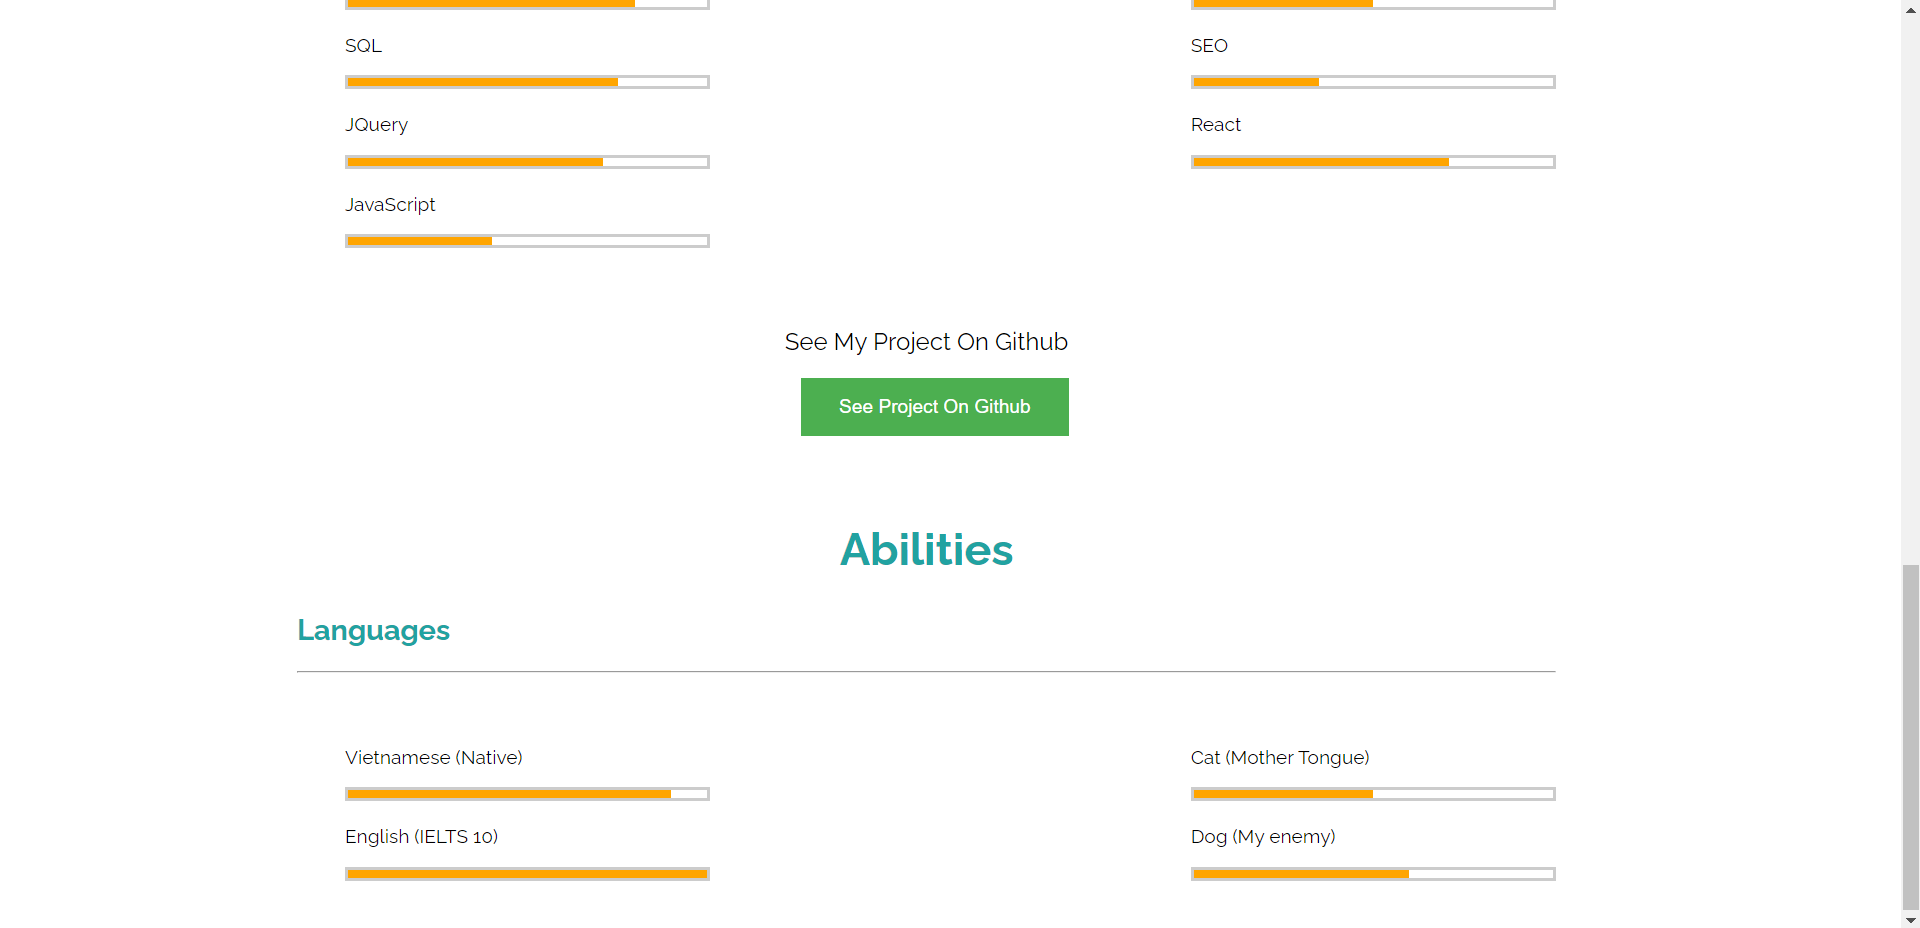 SQL
SEO
JQuery
React
JavaScript
See My Project On Github
See Project On Github
Abilities
Languages
Vietnamese (Native)
Cat (Mother Tongue)
English (IELTS 10)
Dog (My enemy)